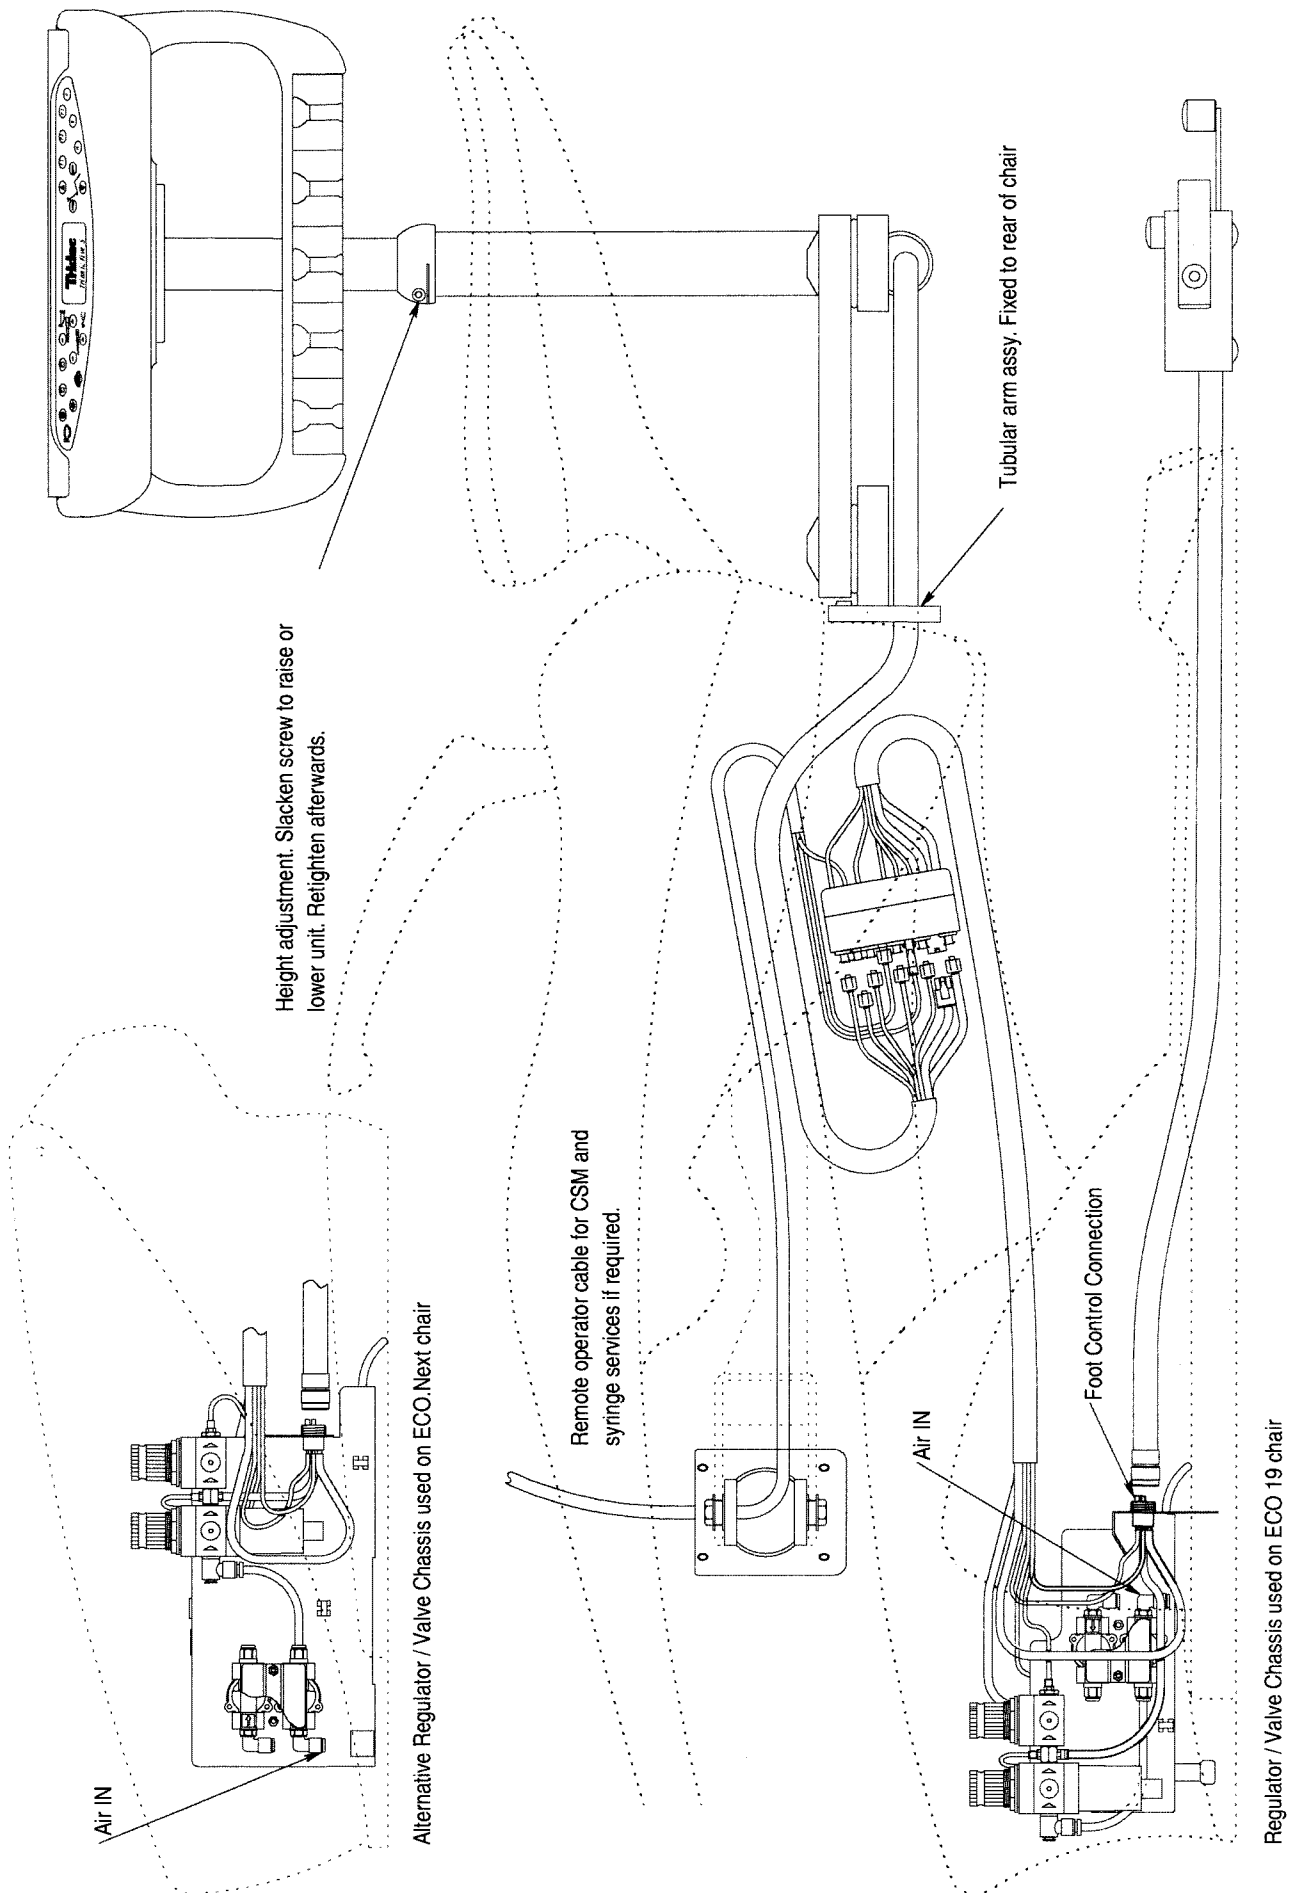 Air IN
Alternative Regulator / Valve Chassis used on ECO.Next chair
Height adjustment. Slacken screw to raise or
lower unit. Retighten afterwards.
Tridac
Remote operator cable for CSM and
syringe services if required.
Tubular arm assy. Fixed to rear of chair
Air IN
Foot Control Connection
Regulator / Valve Chassis used on ECO 19 chair